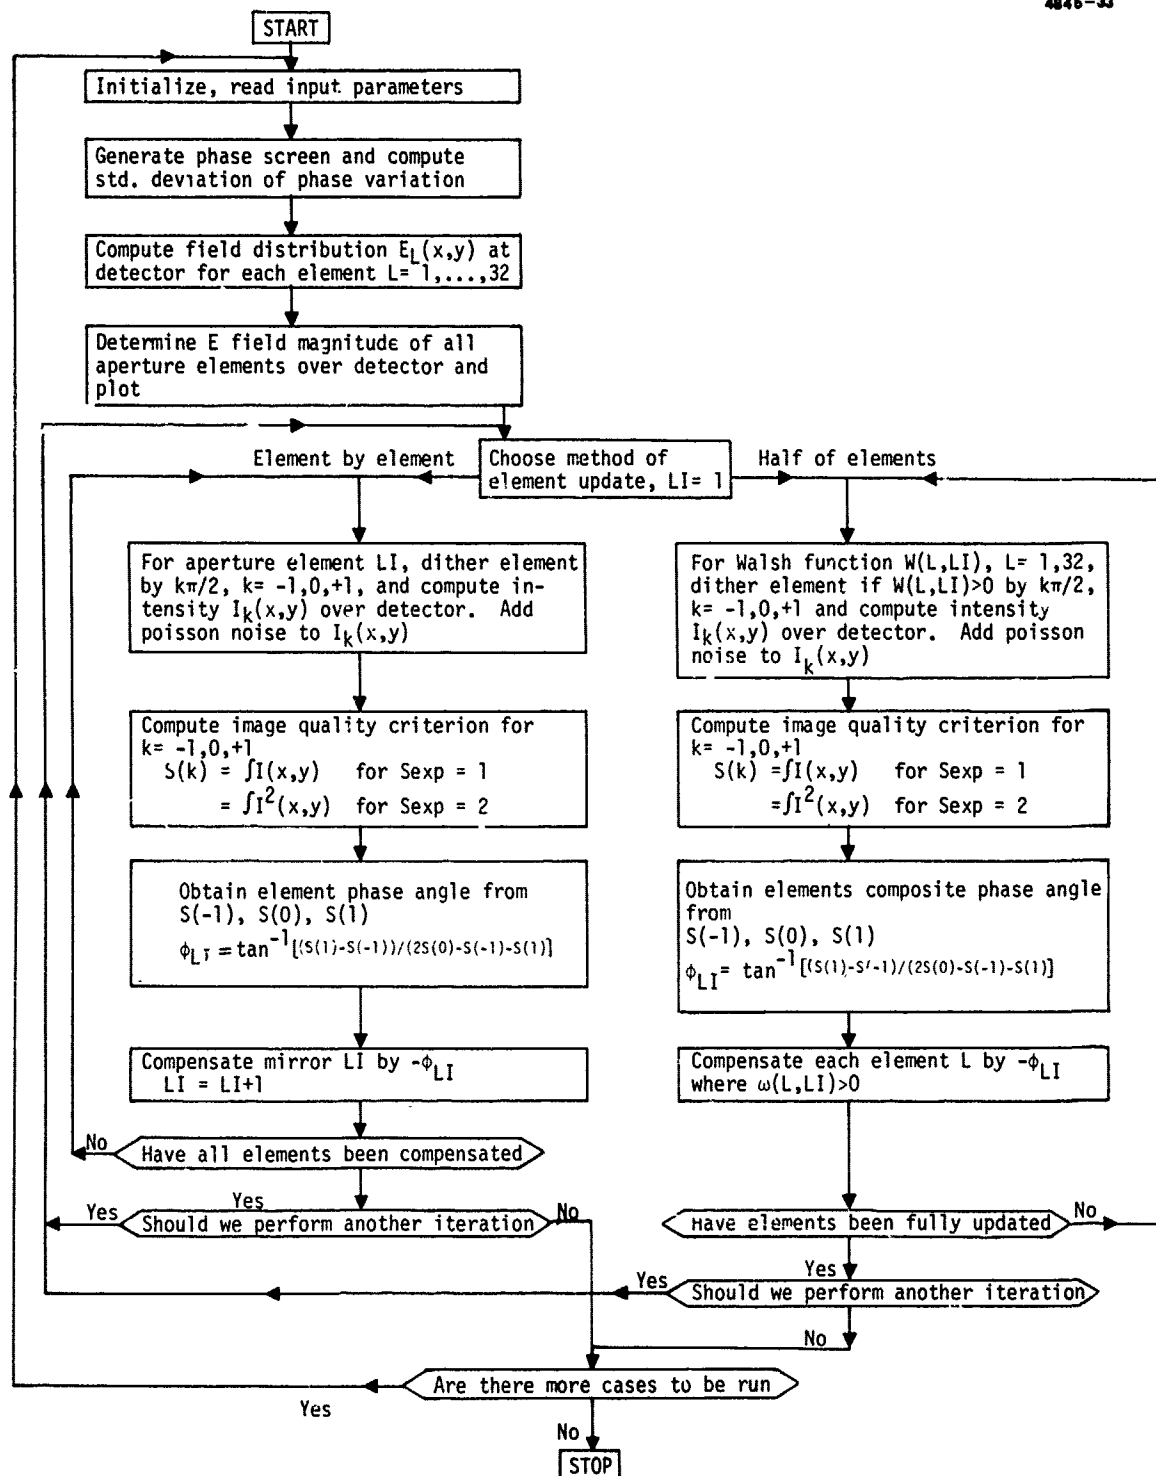 4845-33
START
Initialize, read input parameters
Generate phase screen and compute
std. deviation of phase variation
Compute field distribution E_L(x,y) at
detector for each element L= 1,...,32
Determine E field magnitude of all
aperture elements over detector and
plot
Choose method of
element update, LI= 1
Element by element
Half of elements
For aperture element LI, dither element
by kπ/2, k= -1,0,+1, and compute in-
tensity I_k(x,y) over detector. Add
poisson noise to I_k(x,y)
Compute image quality criterion for
k= -1,0,+1
S(k) = ∫I(x,y) for Sexp = 1
= ∫I²(x,y) for Sexp = 2
Obtain element phase angle from
S(-1), S(0), S(1)
ϕ_LI = tan⁻¹[(S(1)-S(-1))/(2S(0)-S(-1)-S(1)]
Compensate mirror LI by -ϕ_LI
LI = LI+1
Have all elements been compensated
No
Yes
Should we perform another iteration
Yes
No
For Walsh function W(L,LI), L= 1,32,
dither element if W(L,LI)>0 by kπ/2,
k= -1,0,+1 and compute intensity
I_k(x,y) over detector. Add poisson
noise to I_k(x,y)
Compute image quality criterion for
k= -1,0,+1
S(k) =∫I(x,y) for Sexp = 1
=∫I²(x,y) for Sexp = 2
Obtain elements composite phase angle
from
S(-1), S(0), S(1)
ϕ_LI= tan⁻¹[(S(1)-S(-1)/(2S(0)-S(-1)-S(1)]
Compensate each element L by -ϕ_LI
where ω(L,LI)>0
Have elements been fully updated
No
Yes
Should we perform another iteration
Yes
No
Are there more cases to be run
Yes
No
STOP